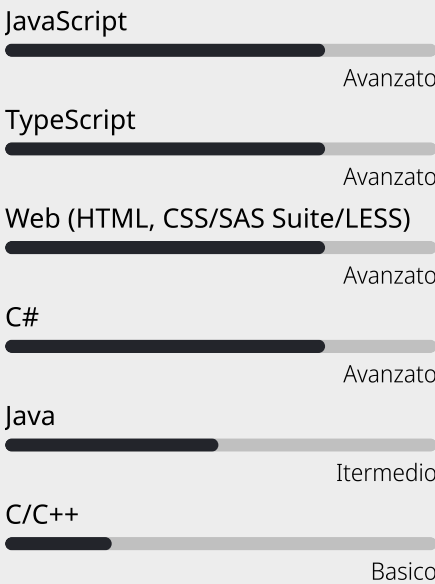 JavaScript
Avanzato
TypeScript
Avanzato
Web (HTML, CSS/SAS Suite/LESS)
Avanzato
C#
Avanzato
Java
Itermedio
C/C++
Basico